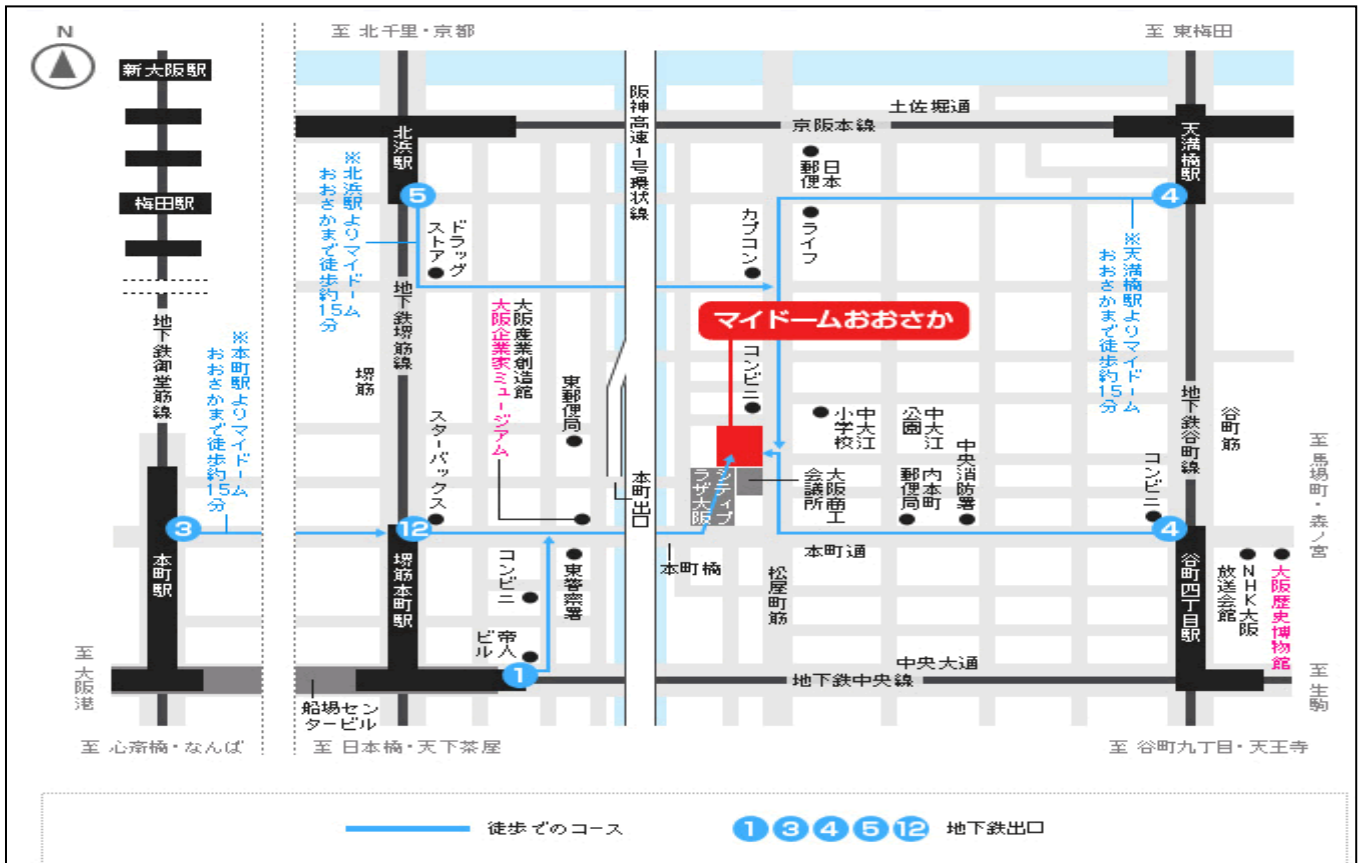 N
至 北千里・京都
至 東梅田
新大阪駅
梅田駅
地下鉄御堂筋線
※本町駅よりマイドーム
おおさかまで徒歩約15分
3
本町駅
至 大阪港
至 心斎橋・なんば
北浜駅
5
※北浜駅よりマイドーム
おおさかまで徒歩約15分
ドラッグ
ストア
地下鉄堺筋線
堺筋
大阪産業創造館
大阪企業家ミュージアム
東郵便局
スターバックス
12
堺筋本町駅
コンビニ
東警察署
帝人
ビル
1
船場セン
タービル
至 日本橋・天下茶屋
阪神高速1号環状線
本町出口
本町橋
土佐堀通
京阪本線
日本
郵便
カプコン
ライフ
マイドームおおさか
コンビニ
中大江
小学校
中大江
公園
シティプ
ラザ大阪
大阪商工
会議所
内本町
郵便局
中央消防署
本町通
松屋町筋
中央大通
地下鉄中央線
天満橋駅
4
※天満橋駅よりマイドーム
おおさかまで徒歩約15分
地下鉄谷町線
谷町筋
コンビニ
4
谷町四丁目駅
NHK大阪
放送会館
大阪歴史博物館
至 馬場町・森ノ宮
至 生駒
至 谷町九丁目・天王寺
徒歩でのコース
1 3 4 5 12 地下鉄出口